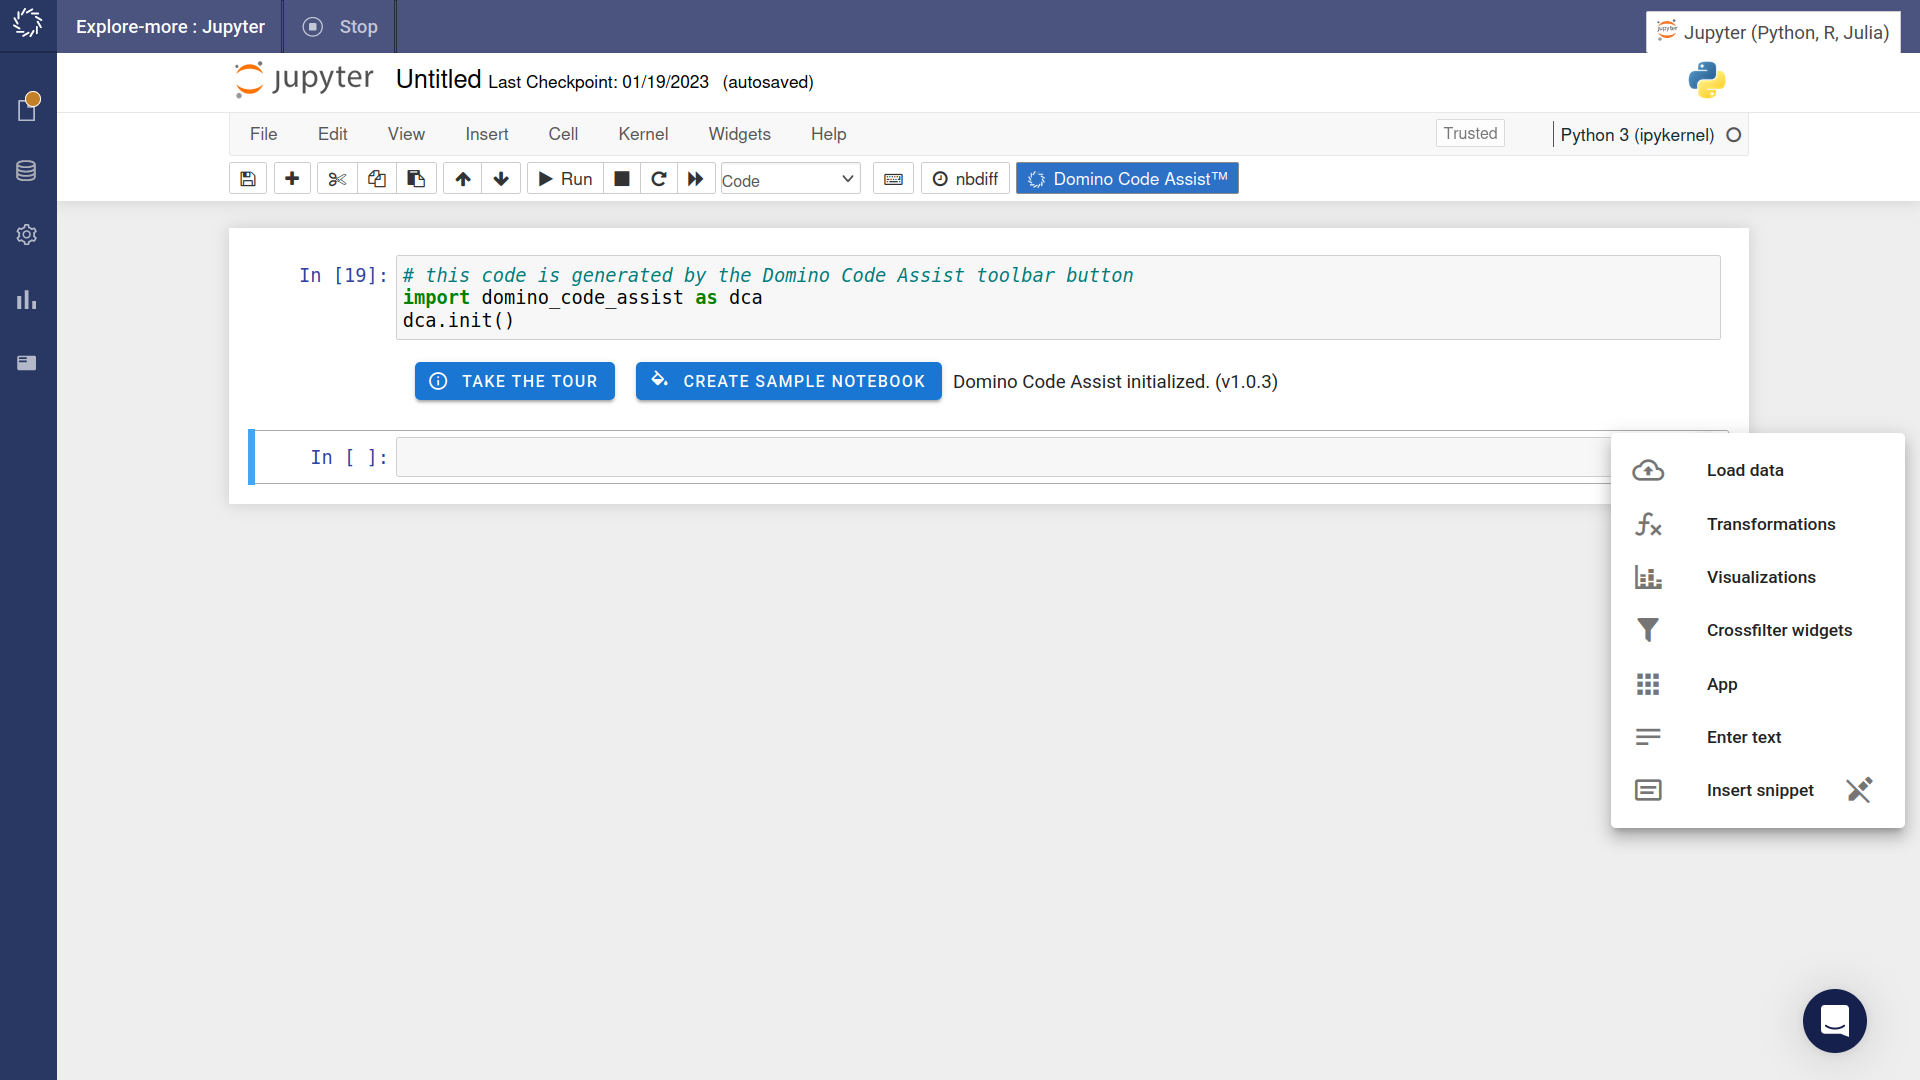 Explore-more : Jupyter
Stop
Jupyter (Python, R, Julia)
jupyter Untitled Last Checkpoint: 01/19/2023 (autosaved)
File Edit View Insert Cell Kernel Widgets Help
Trusted
Python 3 (ipykernel)
Run
Code
nbdiff
Domino Code Assist™
In [19]:
# this code is generated by the Domino Code Assist toolbar button
import domino_code_assist as dca
dca.init()
TAKE THE TOUR
CREATE SAMPLE NOTEBOOK
Domino Code Assist initialized. (v1.0.3)
In [ ]:
Load data
Transformations
Visualizations
Crossfilter widgets
App
Enter text
Insert snippet